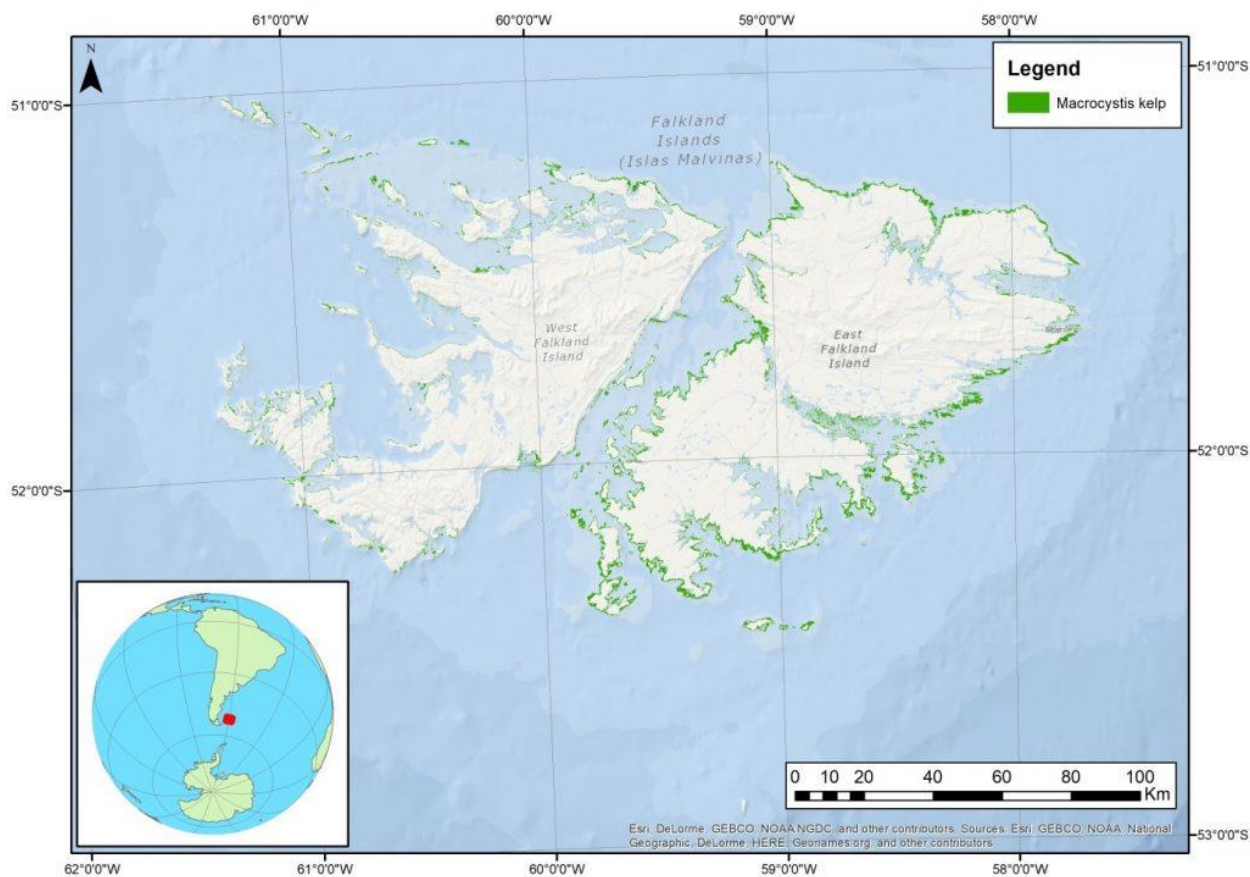 61°0'0"W
60°0'0"W
59°0'0"W
58°0'0"W
N
51°0'0"S
51°0'0"S
Legend
Macrocystis kelp
Falkland
Islands
(Islas Malvinas)
West
Falkland
Island
East
Falkland
Island
Stanley
52°0'0"S
52°0'0"S
0 10 20 40 60 80 100
Km
Esri, DeLorme, GEBCO, NOAA NGDC, and other contributors. Sources: Esri, GEBCO, NOAA, National
Geographic, DeLorme, HERE, Geonames.org, and other contributors
53°0'0"S
62°0'0"W
61°0'0"W
60°0'0"W
59°0'0"W
58°0'0"W